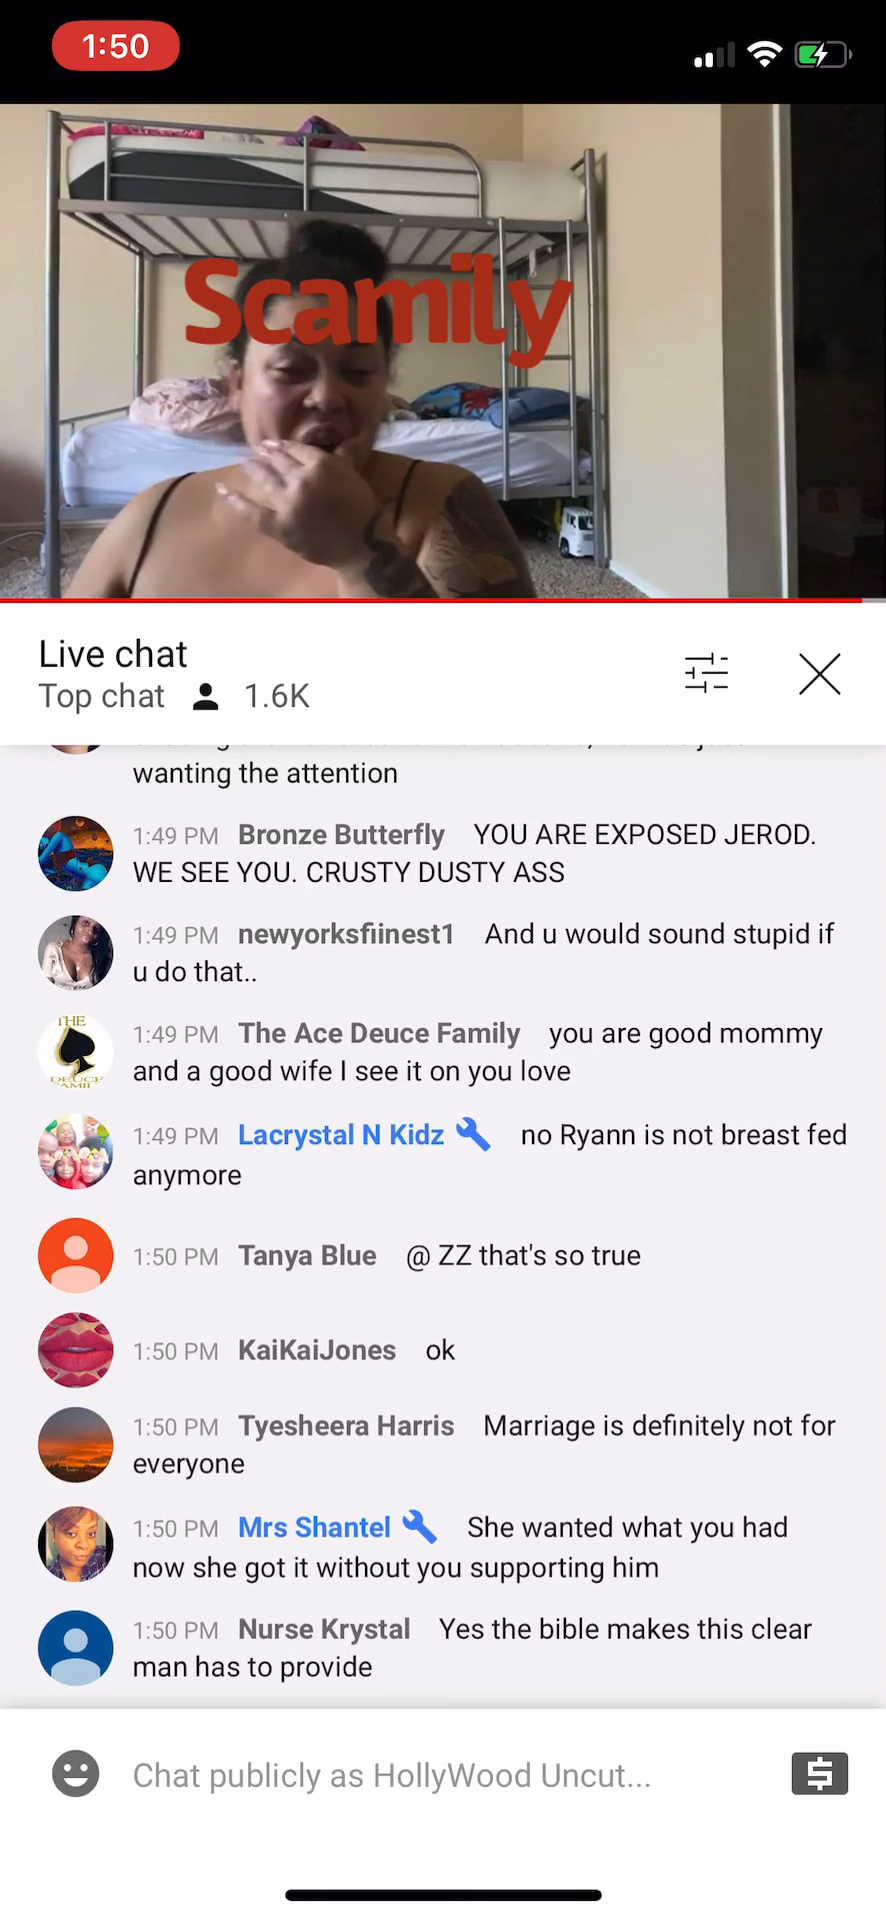 1:50
Scamily
Live chat
Top chat 1.6K
wanting the attention
1:49 PM Bronze Butterfly YOU ARE EXPOSED JEROD.
WE SEE YOU. CRUSTY DUSTY ASS
1:49 PM newyorksfiinest1 And u would sound stupid if
u do that..
THE
DEUCE
1:49 PM The Ace Deuce Family you are good mommy
and a good wife I see it on you love
1:49 PM Lacrystal N Kidz no Ryann is not breast fed
anymore
1:50 PM Tanya Blue @ ZZ that's so true
1:50 PM KaiKaiJones ok
1:50 PM Tyesheera Harris Marriage is definitely not for
everyone
1:50 PM Mrs Shantel She wanted what you had
now she got it without you supporting him
1:50 PM Nurse Krystal Yes the bible makes this clear
man has to provide
Chat publicly as HollyWood Uncut...